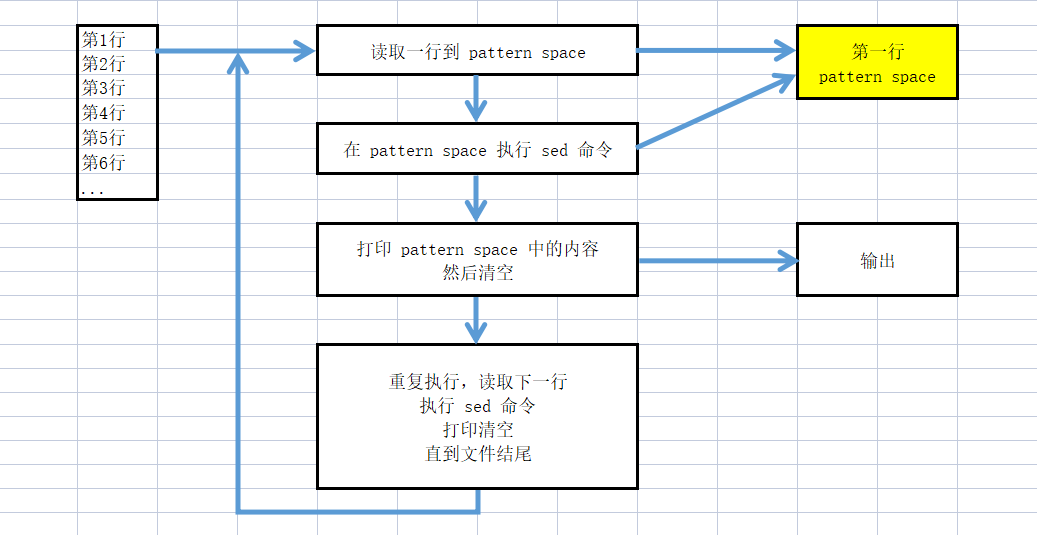 第1行
第2行
第3行
第4行
第5行
第6行
...
读取一行到 pattern space
第一行
pattern space
在 pattern space 执行 sed 命令
打印 pattern space 中的内容
然后清空
输出
重复执行，读取下一行
执行 sed 命令
打印清空
直到文件结尾